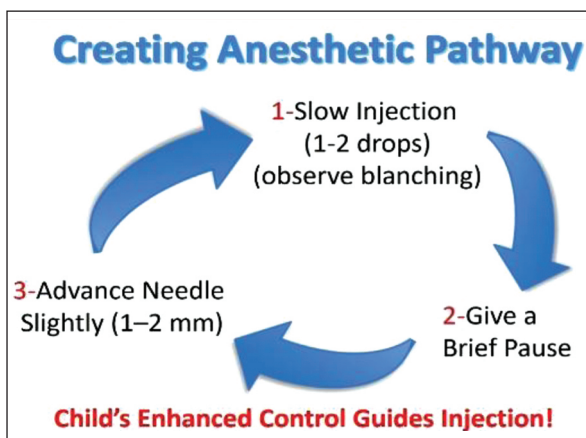 Creating Anesthetic Pathway
1-Slow Injection
(1-2 drops)
(observe blanching)
2-Give a
Brief Pause
3-Advance Needle
Slightly (1–2 mm)
Child's Enhanced Control Guides Injection!